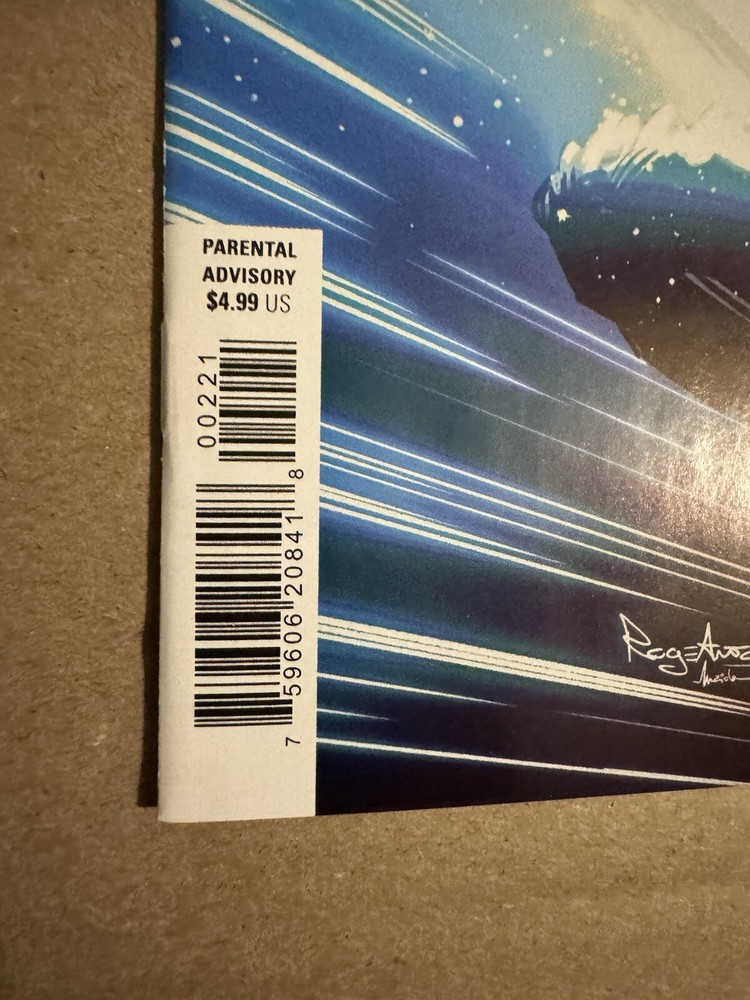 PARENTAL
ADVISORY
$4.99 US
00221
7 59606 20841 8